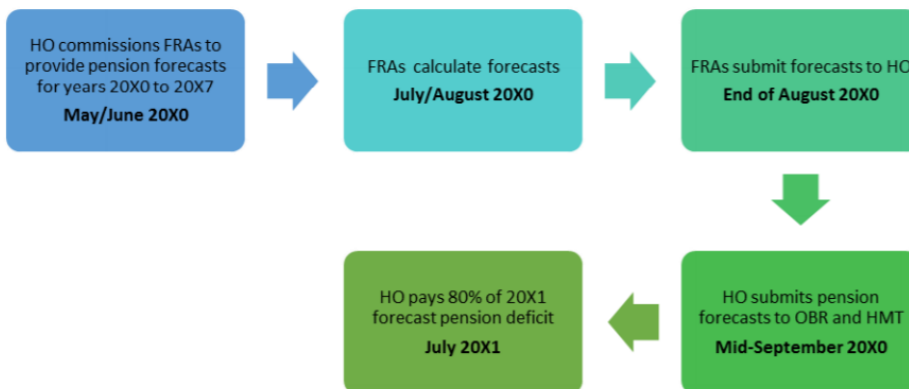 HO commissions FRAs to
provide pension forecasts
for years 20X0 to 20X7
May/June 20X0
FRAs calculate forecasts
July/August 20X0
FRAs submit forecasts to HO
End of August 20X0
HO submits pension
forecasts to OBR and HMT
Mid-September 20X0
HO pays 80% of 20X1
forecast pension deficit
July 20X1